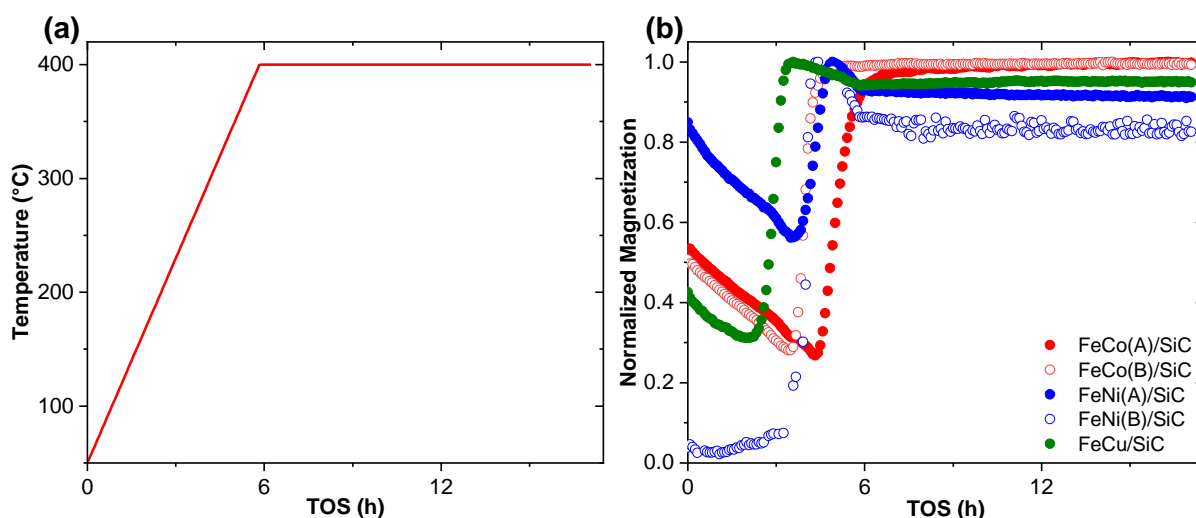 (a)
400
300
200
100
0
6
12
Temperature (°C)
TOS (h)
(b)
1.0
0.8
0.6
0.4
0.2
0.0
0
6
12
Normalized Magnetization
TOS (h)
FeCo(A)/SiC
FeCo(B)/SiC
FeNi(A)/SiC
FeNi(B)/SiC
FeCu/SiC